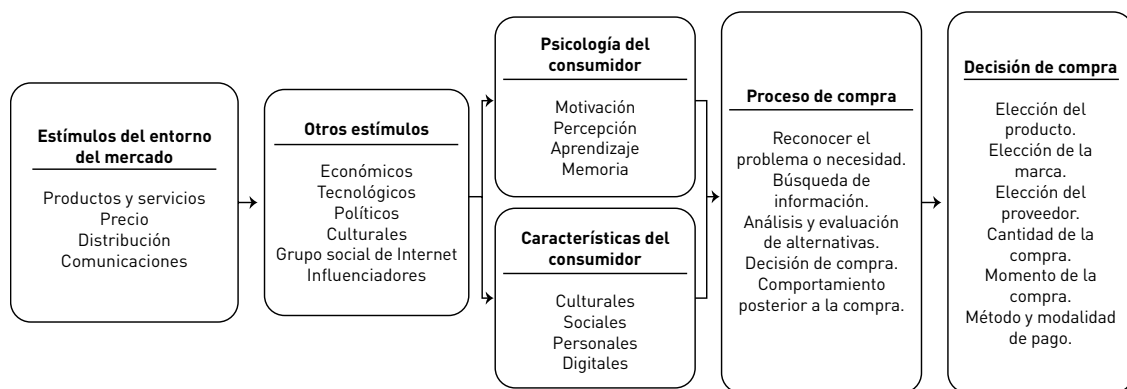 Estímulos del entorno
del mercado
Productos y servicios
Precio
Distribución
Comunicaciones
Otros estímulos
Económicos
Tecnológicos
Políticos
Culturales
Grupo social de Internet
Influenciadores
Psicología del
consumidor
Motivación
Percepción
Aprendizaje
Memoria
Características del
consumidor
Culturales
Sociales
Personales
Digitales
Proceso de compra
Reconocer el
problema o necesidad.
Búsqueda de
información.
Análisis y evaluación
de alternativas.
Decisión de compra.
Comportamiento
posterior a la compra.
Decisión de compra
Elección del
producto.
Elección de la
marca.
Elección del
proveedor.
Cantidad de la
compra.
Momento de la
compra.
Método y modalidad
de pago.